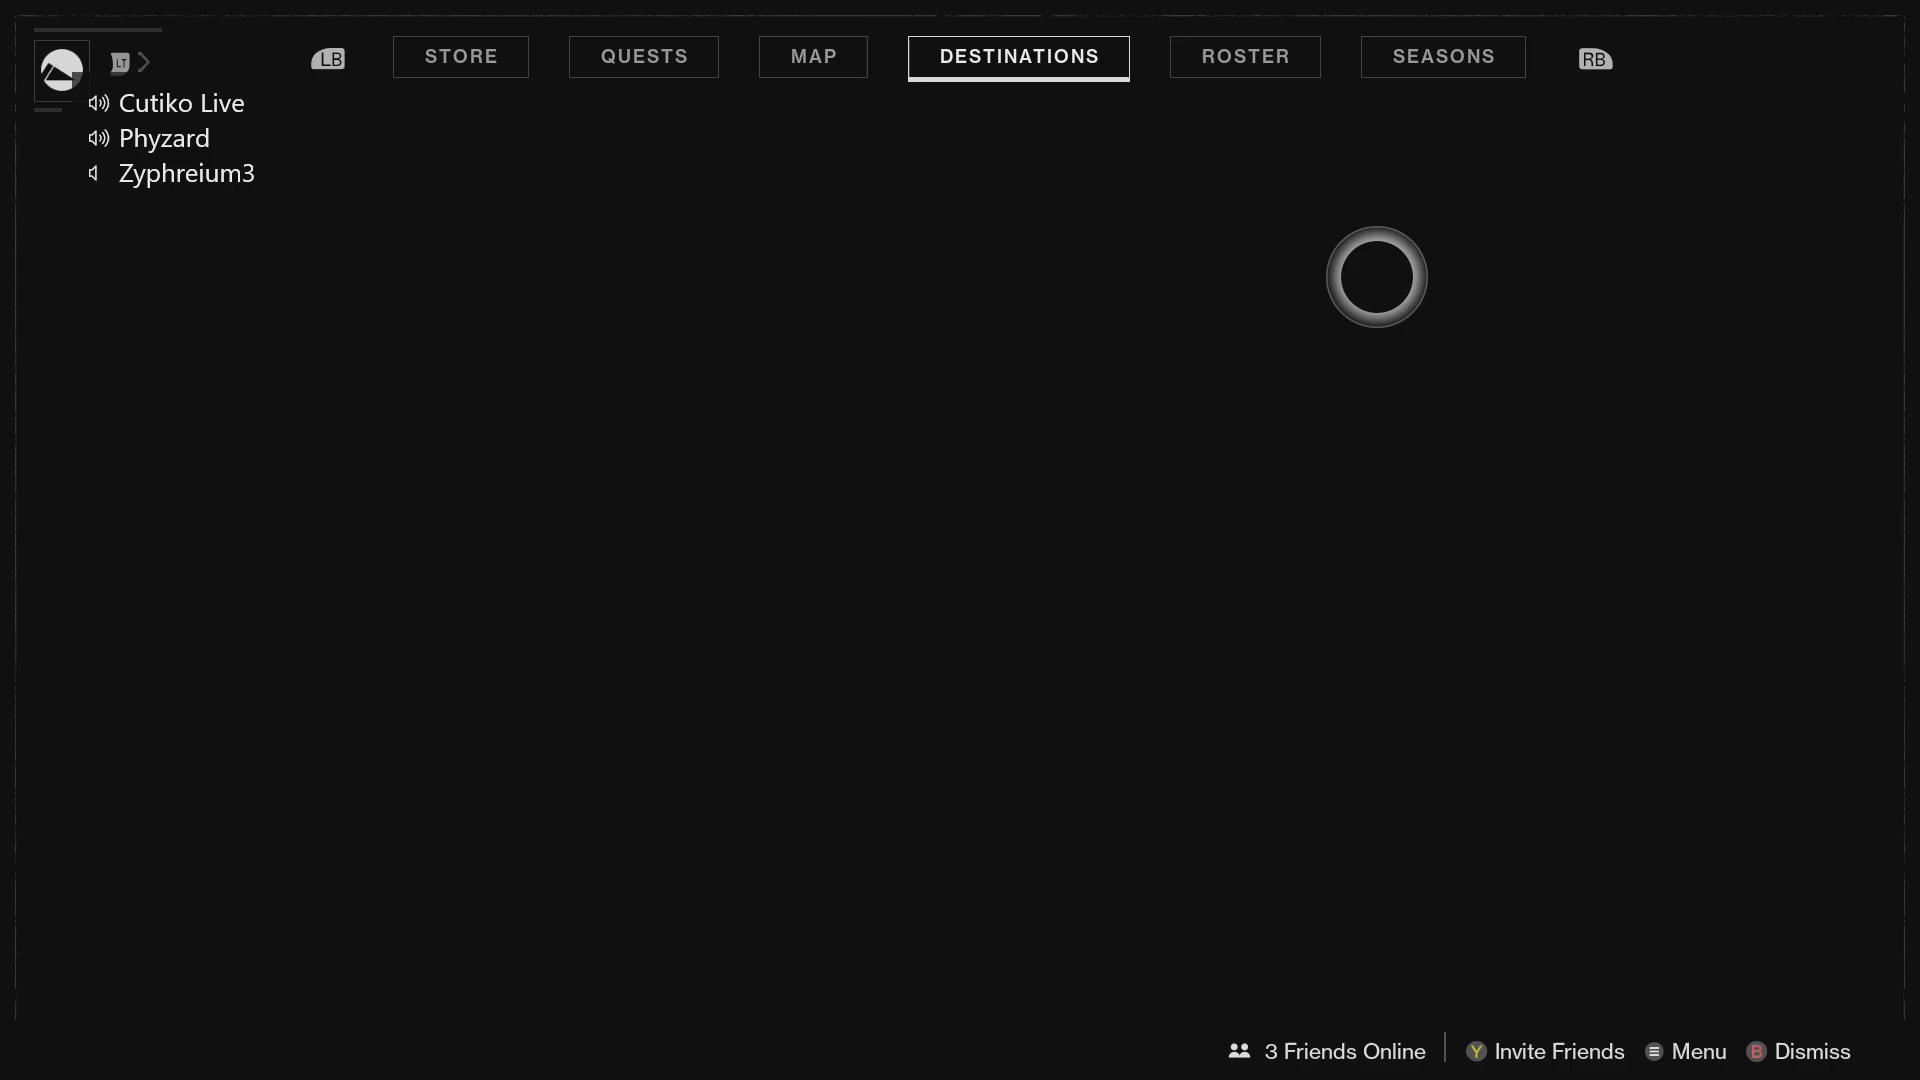 LT
LB
STORE
QUESTS
MAP
DESTINATIONS
ROSTER
SEASONS
RB
Cutiko Live
Phyzard
Zyphreium3
3 Friends Online
Y Invite Friends
Menu
B Dismiss